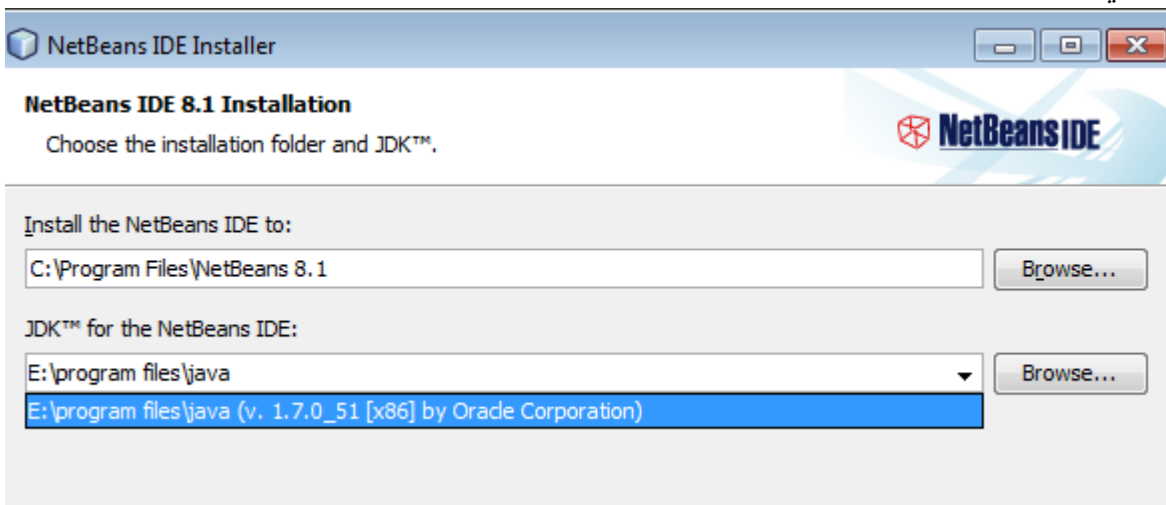 NetBeans IDE Installer
NetBeans IDE 8.1 Installation
Choose the installation folder and JDK™.
NetBeans IDE
Install the NetBeans IDE to:
C:\Program Files\NetBeans 8.1
Browse...
JDK™ for the NetBeans IDE:
E:\program files\java
Browse...
E:\program files\java (v. 1.7.0_51 [x86] by Oracle Corporation)